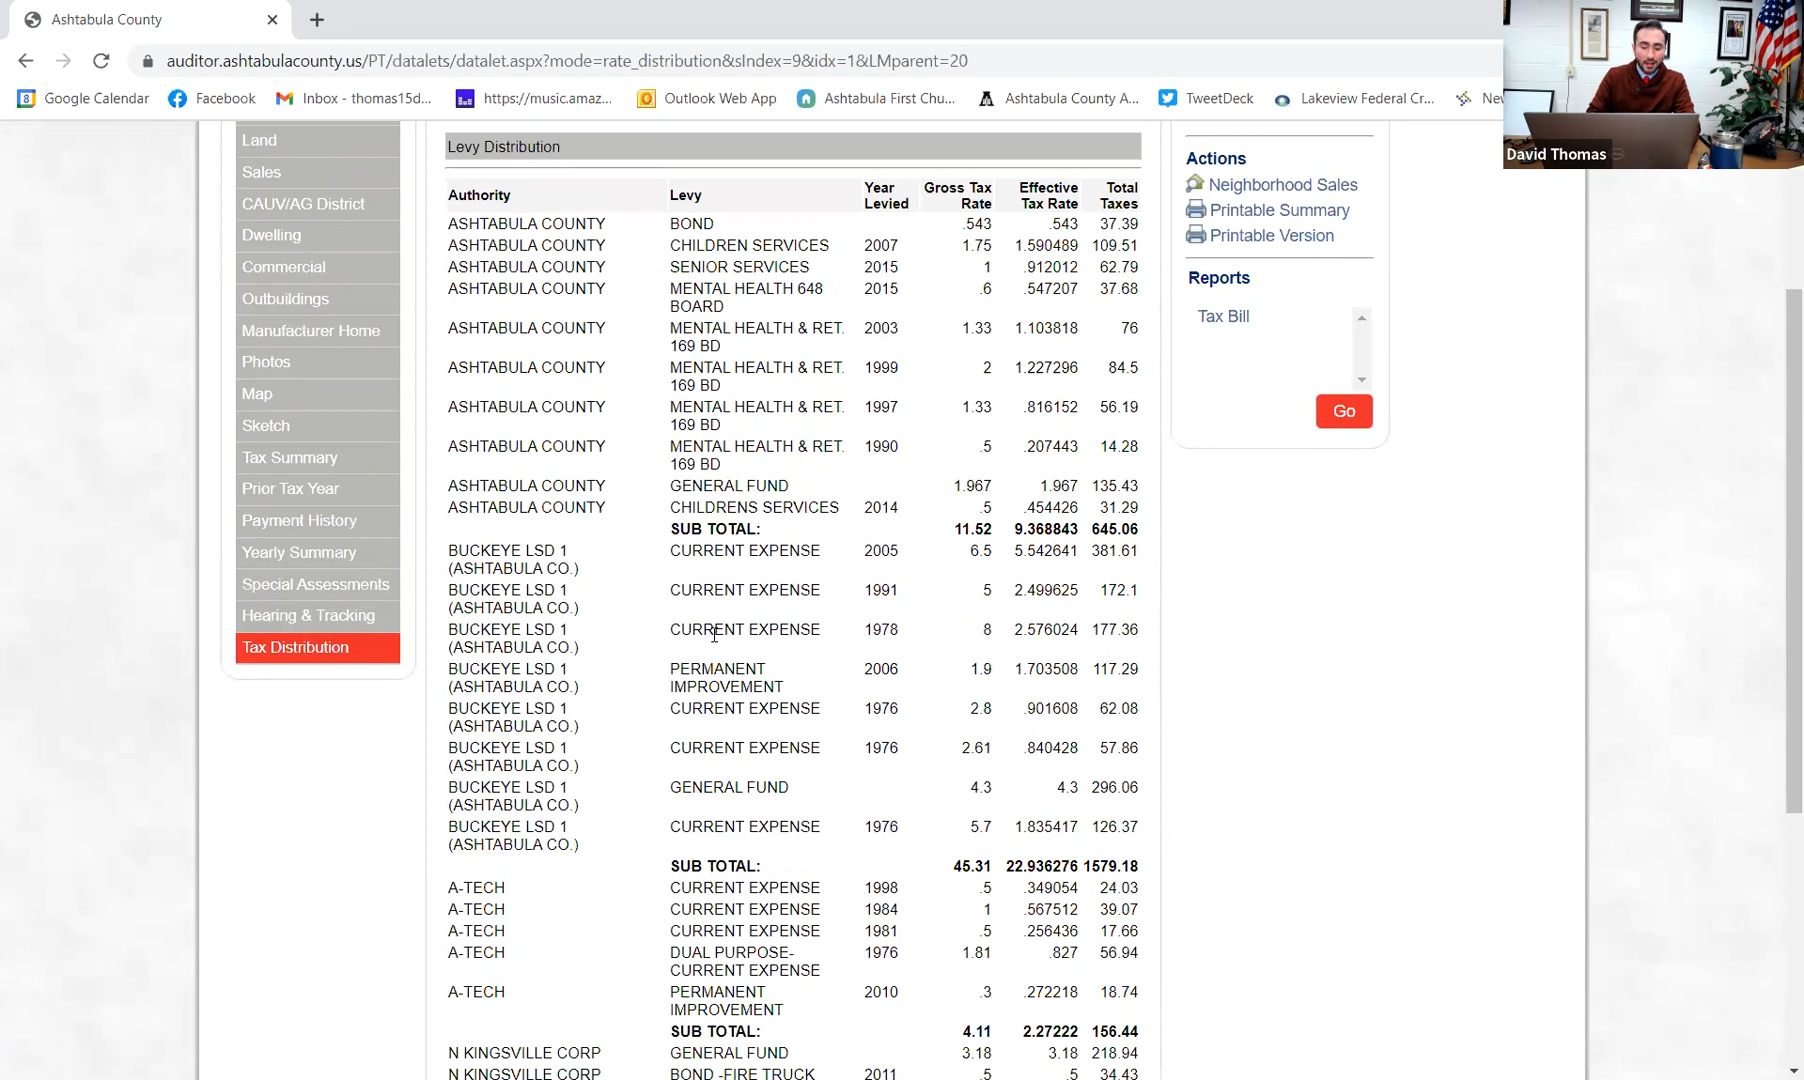 Ashtabula County
auditor.ashtabulacounty.us/PT/datalets/datalet.aspx?mode=rate_distribution&sIndex=9&idx=1&LMparent=20
Google Calendar Facebook Inbox - thomas15d... https://music.amaz... Outlook Web App Ashtabula First Chu... Ashtabula County A... TweetDeck Lakeview Federal Cr... Nev
David Thomas
Land
Sales
CAUV/AG District
Dwelling
Commercial
Outbuildings
Manufacturer Home
Photos
Map
Sketch
Tax Summary
Prior Tax Year
Payment History
Yearly Summary
Special Assessments
Hearing & Tracking
Tax Distribution
Levy Distribution
Authority Levy Year Levied Gross Tax Rate Effective Tax Rate Total Taxes
ASHTABULA COUNTY BOND .543 .543 37.39
ASHTABULA COUNTY CHILDREN SERVICES 2007 1.75 1.590489 109.51
ASHTABULA COUNTY SENIOR SERVICES 2015 1 .912012 62.79
ASHTABULA COUNTY MENTAL HEALTH 648 2015 .6 .547207 37.68
BOARD
ASHTABULA COUNTY MENTAL HEALTH & RET. 2003 1.33 1.103818 76
169 BD
ASHTABULA COUNTY MENTAL HEALTH & RET. 1999 2 1.227296 84.5
169 BD
ASHTABULA COUNTY MENTAL HEALTH & RET. 1997 1.33 .816152 56.19
169 BD
ASHTABULA COUNTY MENTAL HEALTH & RET. 1990 .5 .207443 14.28
169 BD
ASHTABULA COUNTY GENERAL FUND 1.967 1.967 135.43
ASHTABULA COUNTY CHILDRENS SERVICES 2014 .5 .454426 31.29
SUB TOTAL: 11.52 9.368843 645.06
BUCKEYE LSD 1 CURRENT EXPENSE 2005 6.5 5.542641 381.61
(ASHTABULA CO.)
BUCKEYE LSD 1 CURRENT EXPENSE 1991 5 2.499625 172.1
(ASHTABULA CO.)
BUCKEYE LSD 1 CURRENT EXPENSE 1978 8 2.576024 177.36
(ASHTABULA CO.)
BUCKEYE LSD 1 PERMANENT 2006 1.9 1.703508 117.29
(ASHTABULA CO.) IMPROVEMENT
BUCKEYE LSD 1 CURRENT EXPENSE 1976 2.8 .901608 62.08
(ASHTABULA CO.)
BUCKEYE LSD 1 CURRENT EXPENSE 1976 2.61 .840428 57.86
(ASHTABULA CO.)
BUCKEYE LSD 1 GENERAL FUND 4.3 4.3 296.06
(ASHTABULA CO.)
BUCKEYE LSD 1 CURRENT EXPENSE 1976 5.7 1.835417 126.37
(ASHTABULA CO.)
SUB TOTAL: 45.31 22.936276 1579.18
A-TECH CURRENT EXPENSE 1998 .5 .349054 24.03
A-TECH CURRENT EXPENSE 1984 1 .567512 39.07
A-TECH CURRENT EXPENSE 1981 .5 .256436 17.66
A-TECH DUAL PURPOSE- 1976 1.81 .827 56.94
CURRENT EXPENSE
A-TECH PERMANENT 2010 .3 .272218 18.74
IMPROVEMENT
SUB TOTAL: 4.11 2.27222 156.44
N KINGSVILLE CORP GENERAL FUND 3.18 3.18 218.94
N KINGSVILLE CORP BOND -FIRE TRUCK 2011 .5 .5 34.43
Actions
Neighborhood Sales
Printable Summary
Printable Version
Reports
Tax Bill
Go